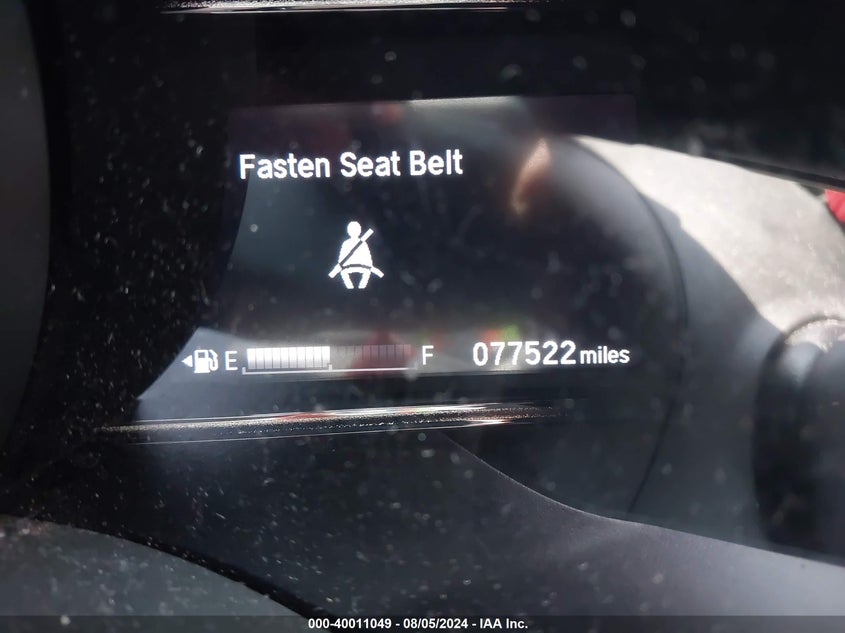 Fasten Seat Belt
E F 077522 miles
000-40011049 - 08/05/2024 - IAA Inc.